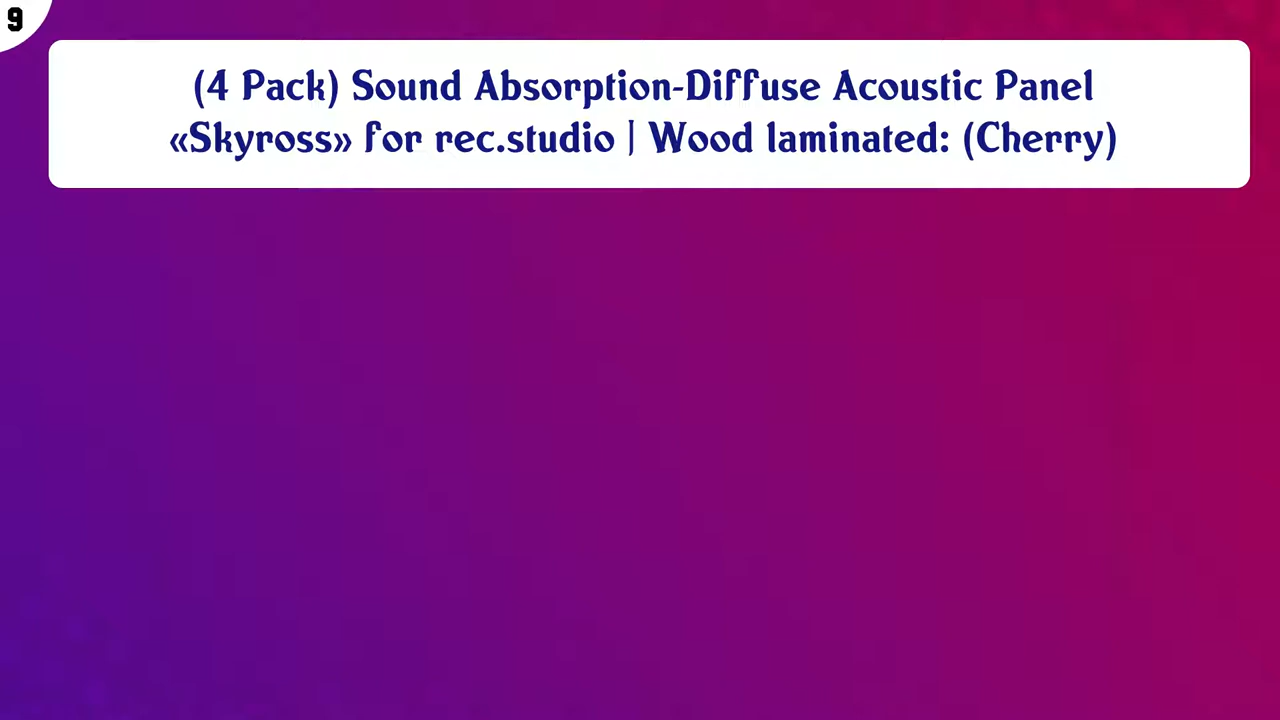 9
(4 Pack) Sound Absorption-Diffuse Acoustic Panel
«Skyross» for rec.studio | Wood laminated: (Cherry)